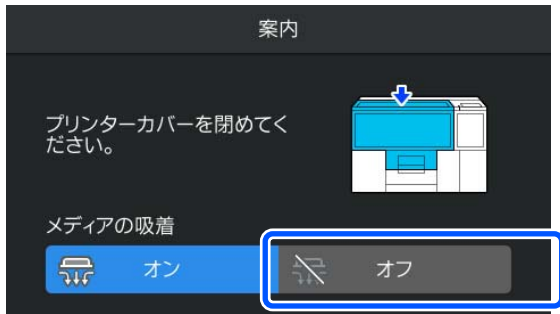 案内
プリンターカバーを閉めてく
ださい。
メディアの吸着
オン
オフ